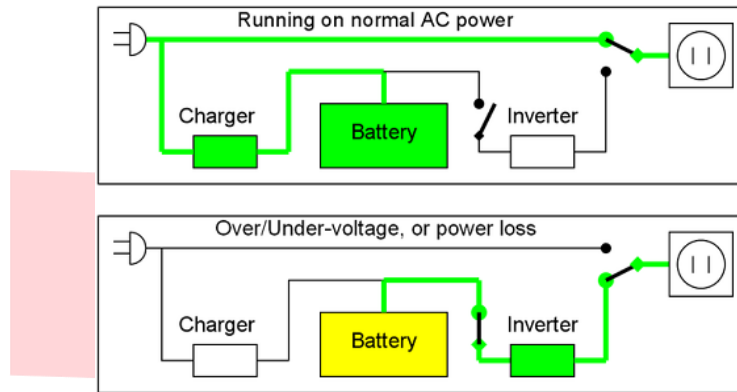 Running on normal AC power
Charger
Battery
Inverter
Over/Under-voltage, or power loss
Charger
Battery
Inverter